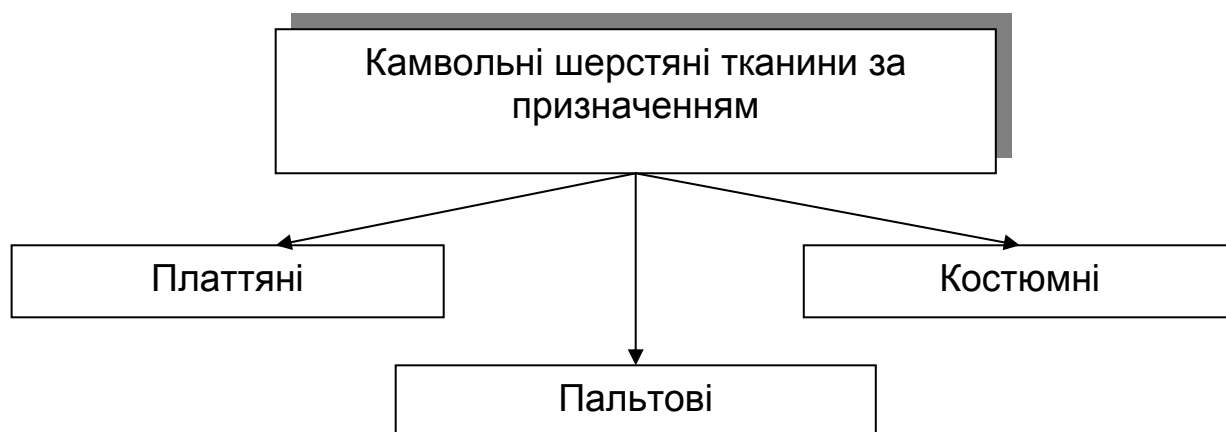 Камвольні шерстяні тканини за
призначенням
Платтяні
Костюмні
Пальтові